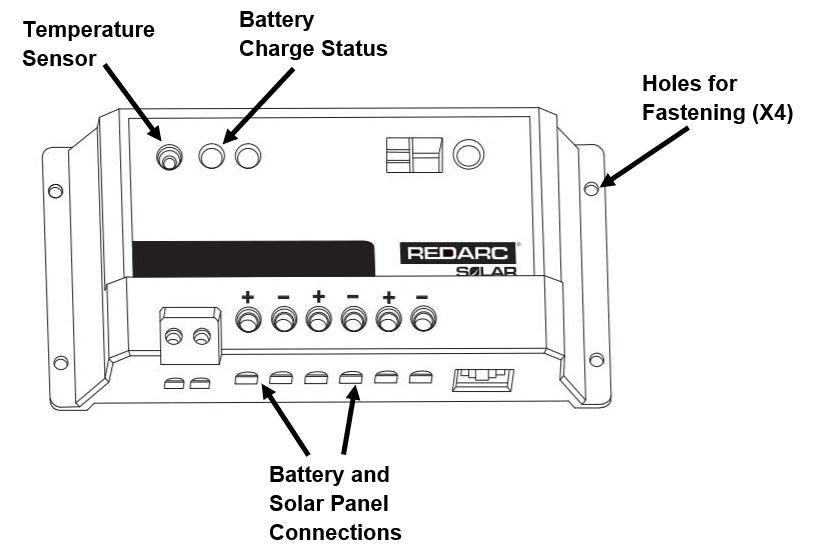 Temperature
Sensor
Battery
Charge Status
Holes for
Fastening (X4)
REDARC®
SOLAR
+ − + − + −
Battery and
Solar Panel
Connections